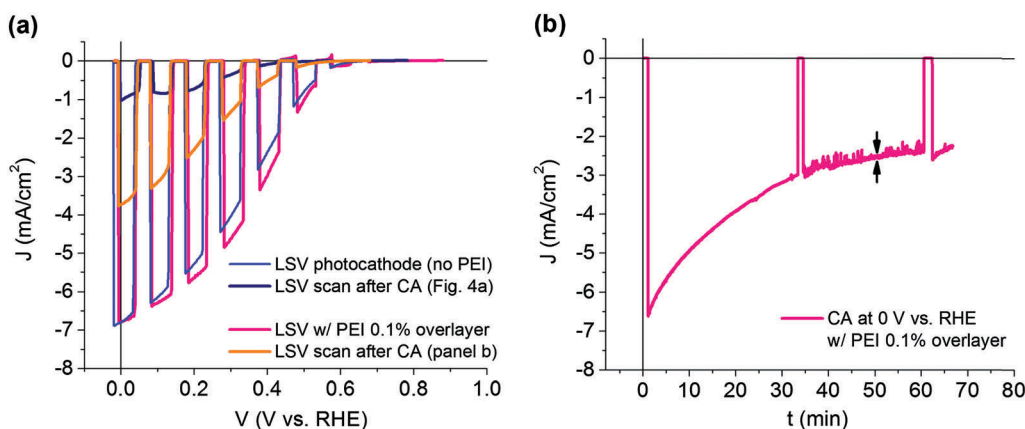 (a)
0
-1
-2
-3
-4
-5
-6
-7
-8
J (mA/cm²)
LSV photocathode (no PEI)
LSV scan after CA (Fig. 4a)
LSV w/ PEI 0.1% overlayer
LSV scan after CA (panel b)
0.0 0.2 0.4 0.6 0.8 1.0
V (V vs. RHE)
(b)
0
-1
-2
-3
-4
-5
-6
-7
-8
J (mA/cm²)
CA at 0 V vs. RHE
w/ PEI 0.1% overlayer
0 10 20 30 40 50 60 70 80
t (min)